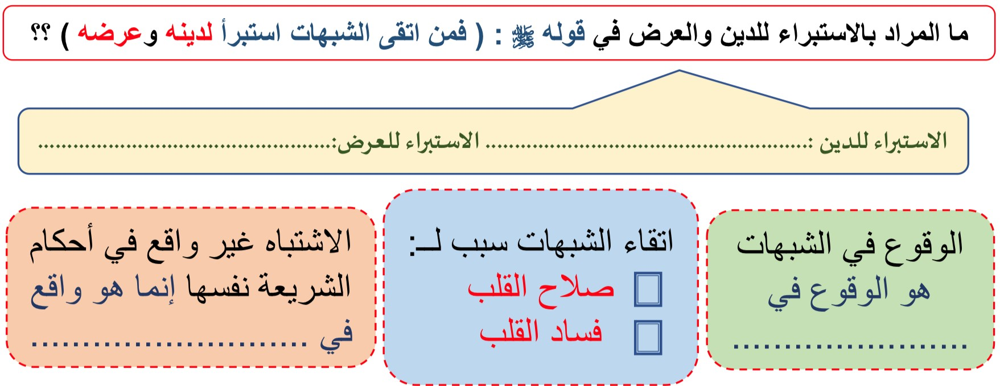 ما المراد بالاستبراء للدين والعرض في قوله ﷺ : ( فمن اتقى الشبهات استبرأ لدينه وعرضه ) ؟؟
الاستبراء للدين :...................................................... الاستبراء للعرض:.................................................
الوقوع في الشبهات
هو الوقوع في
.......................
اتقاء الشبهات سبب لــ:
□ صلاح القلب
□ فساد القلب
الاشتباه غير واقع في أحكام
الشريعة نفسها إنما هو واقع
في ...........................